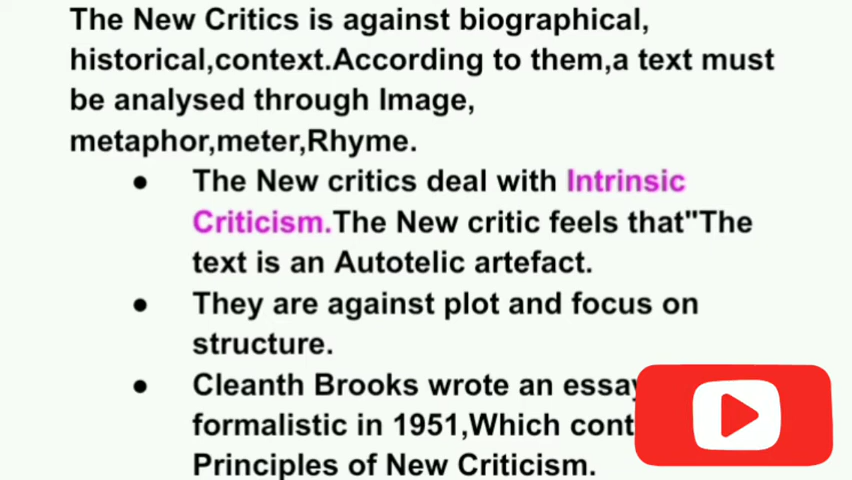 The New Critics is against biographical,
historical,context.According to them,a text must
be analysed through Image,
metaphor,meter,Rhyme.
● The New critics deal with Intrinsic
Criticism.The New critic feels that"The
text is an Autotelic artefact.
● They are against plot and focus on
structure.
● Cleanth Brooks wrote an essay
formalistic in 1951,Which
Principles of New Criticism.